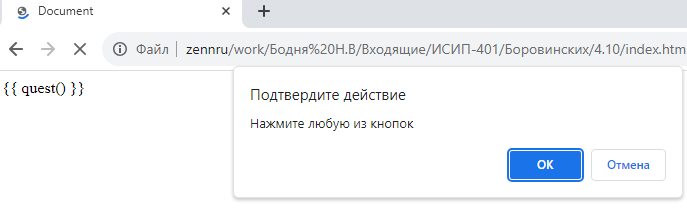 Document
Файл
zennru/work/Бодня%20Н.В/Входящие/ИСИП-401/Боровинских/4.10/index.htm
{{ quest() }}
Подтвердите действие
Нажмите любую из кнопок
ОК
Отмена